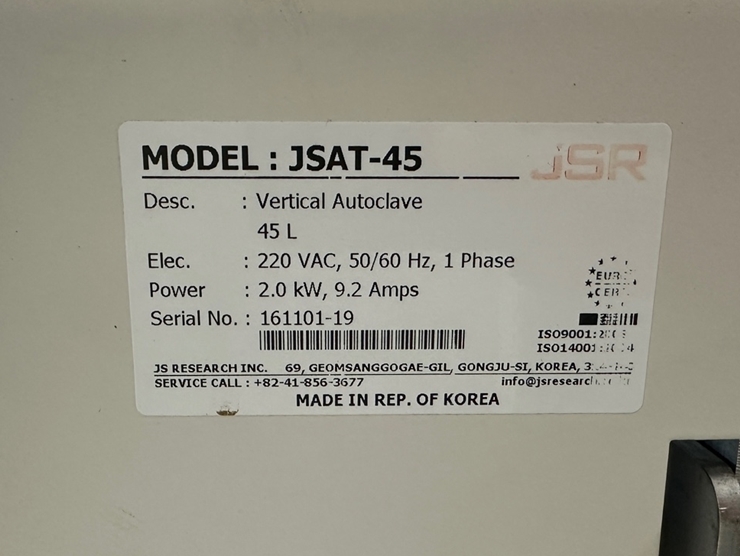 MODEL : JSAT-45
JSR
Desc. : Vertical Autoclave
45 L
Elec. : 220 VAC, 50/60 Hz, 1 Phase
Power : 2.0 kW, 9.2 Amps
Serial No. : 161101-19
ISO9001:
ISO14001:
JS RESEARCH INC. 69, GEOMSANGGOGAE-GIL, GONGJU-SI, KOREA,
SERVICE CALL : +82-41-856-3677
MADE IN REP. OF KOREA